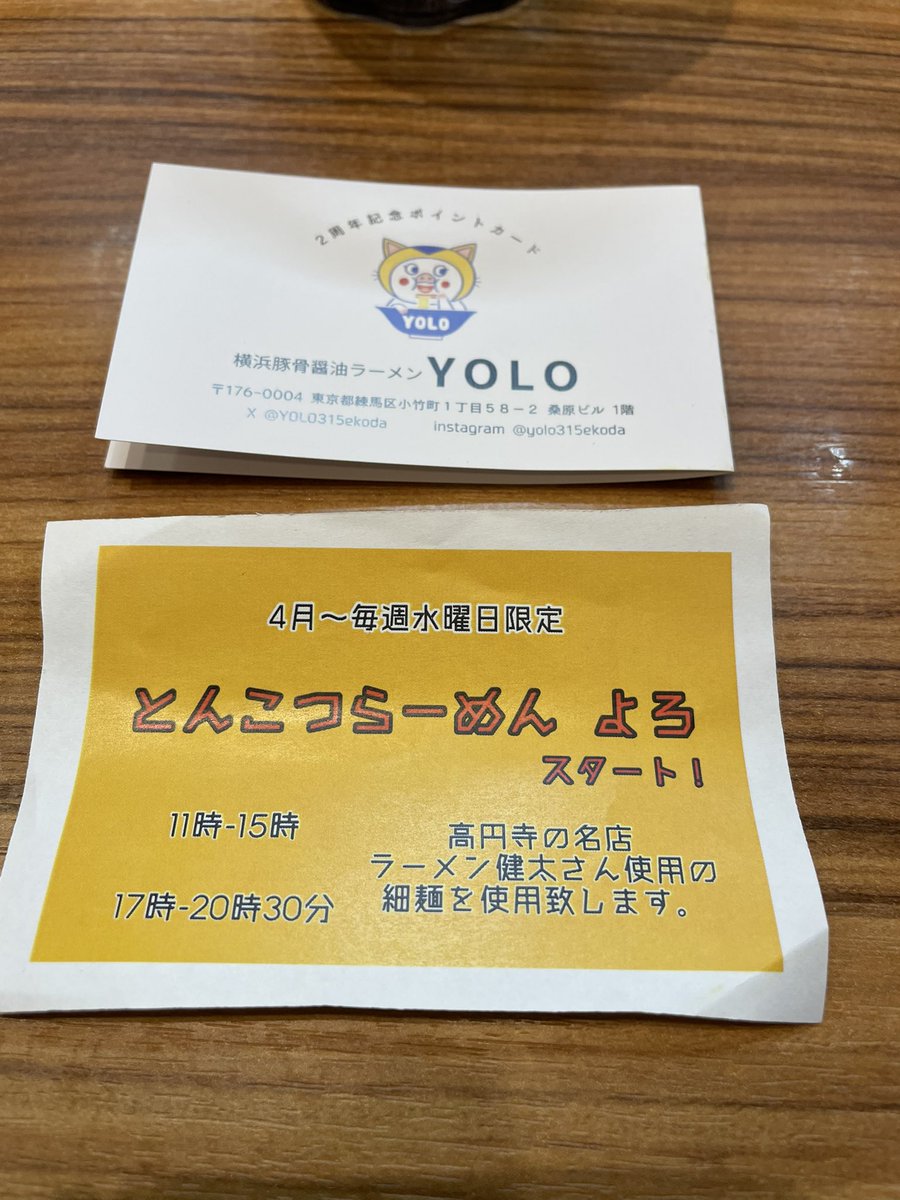 2周年記念ポイントカード
YOLO
横浜豚骨醤油ラーメン YOLO
〒176-0004 東京都練馬区小竹町1丁目58-2 桑原ビル 1階
X @YOLO315ekoda instagram @yolo315ekoda
4月～毎週水曜日限定
とんこつらーめん よろ
スタート!
11時-15時
17時-20時30分
高円寺の名店
ラーメン健太さん使用の
細麺を使用致します。